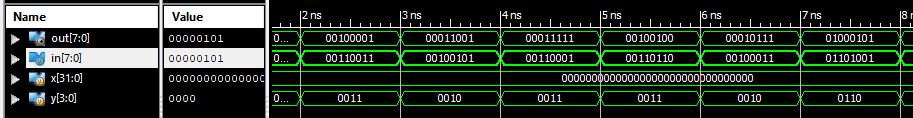 Name Value 2 ns 3 ns 4 ns 5 ns 6 ns 7 ns
out[7:0] 00000101 0... 00100001 00011001 00011111 00100100 00010111 01000101
in[7:0] 00000101 0... 00110011 00100101 00110001 00110110 00100011 01101001
x[31:0] 0000000000000 00000000000000000000000000000000
y[3:0] 0000 0... 0011 0010 0011 0011 0010 0110